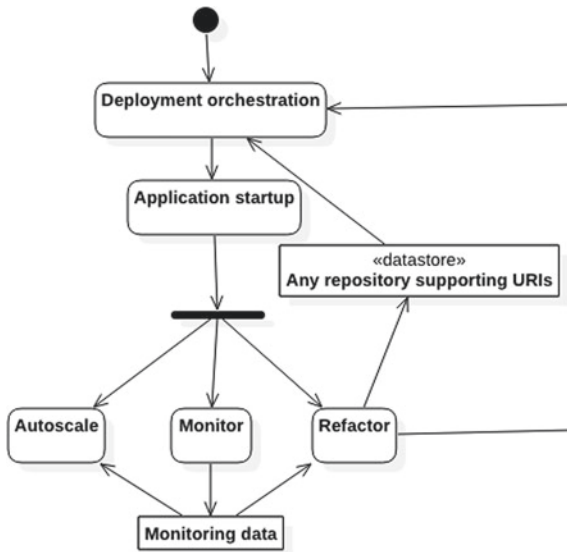 Deployment orchestration
Application startup
«datastore»
Any repository supporting URIs
Autoscale
Monitor
Refactor
Monitoring data